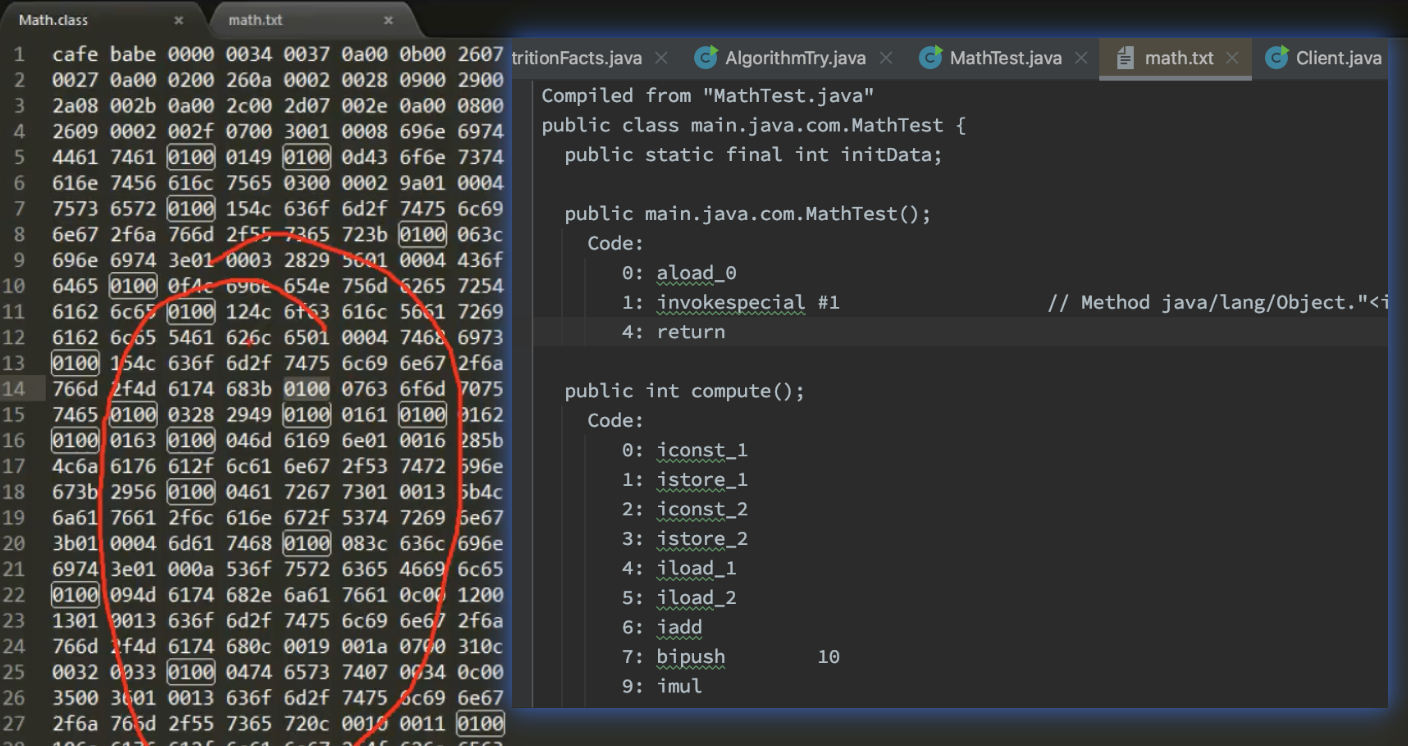 Math.class × math.txt ×
1 cafe babe 0000 0034 0037 0a00 0b00 2607
2 0027 0a00 0200 260a 0002 0028 0900 2900
3 2a08 002b 0a00 2c00 2d07 002e 0a00 0800
4 2609 0002 002f 0700 3001 0008 696e 6974
5 4461 7461 0100 0149 0100 0d43 6f6e 7374
6 616e 7456 616c 7565 0300 0002 9a01 0004
7 7573 6572 0100 154c 636f 6d2f 7475 6c69
8 6e67 2f6a 766d 2f55 7365 723b 0100 063c
9 696e 6974 3e01 0003 2829 5601 0004 436f
10 6465 0100 0f4c 696e 654e 756d 6265 7254
11 6162 6c65 0100 124c 6f63 616c 5661 7269
12 6162 6c65 5461 626c 6501 0004 7468 6973
13 0100 154c 636f 6d2f 7475 6c69 6e67 2f6a
14 766d 2f4d 6174 683b 0100 0763 6f6d 7075
15 7465 0100 0328 2949 0100 0161 0100 0162
16 0100 0163 0100 046d 6169 6e01 0016 285b
17 4c6a 6176 612f 6c61 6e67 2f53 7472 696e
18 673b 2956 0100 0461 7267 7301 0013 5b4c
19 6a61 7661 2f6c 616e 672f 5374 7269 6e67
20 3b01 0004 6d61 7468 0100 083c 636c 696e
21 6974 3e01 000a 536f 7572 6365 4669 6c65
22 0100 094d 6174 682e 6a61 7661 0c00 1200
23 1301 0013 636f 6d2f 7475 6c69 6e67 2f6a
24 766d 2f4d 6174 680c 0019 001a 0700 310c
25 0032 0033 0100 0474 6573 7407 0034 0c00
26 3500 3601 0013 636f 6d2f 7475 6c69 6e67
27 2f6a 766d 2f55 7365 720c 0010 0011 0100
tritionFacts.java × AlgorithmTry.java × MathTest.java × math.txt × Client.java
Compiled from "MathTest.java"
public class main.java.com.MathTest {
public static final int initData;
public main.java.com.MathTest();
Code:
0: aload_0
1: invokespecial #1 // Method java/lang/Object."<i
4: return
public int compute();
Code:
0: iconst_1
1: istore_1
2: iconst_2
3: istore_2
4: iload_1
5: iload_2
6: iadd
7: bipush 10
9: imul